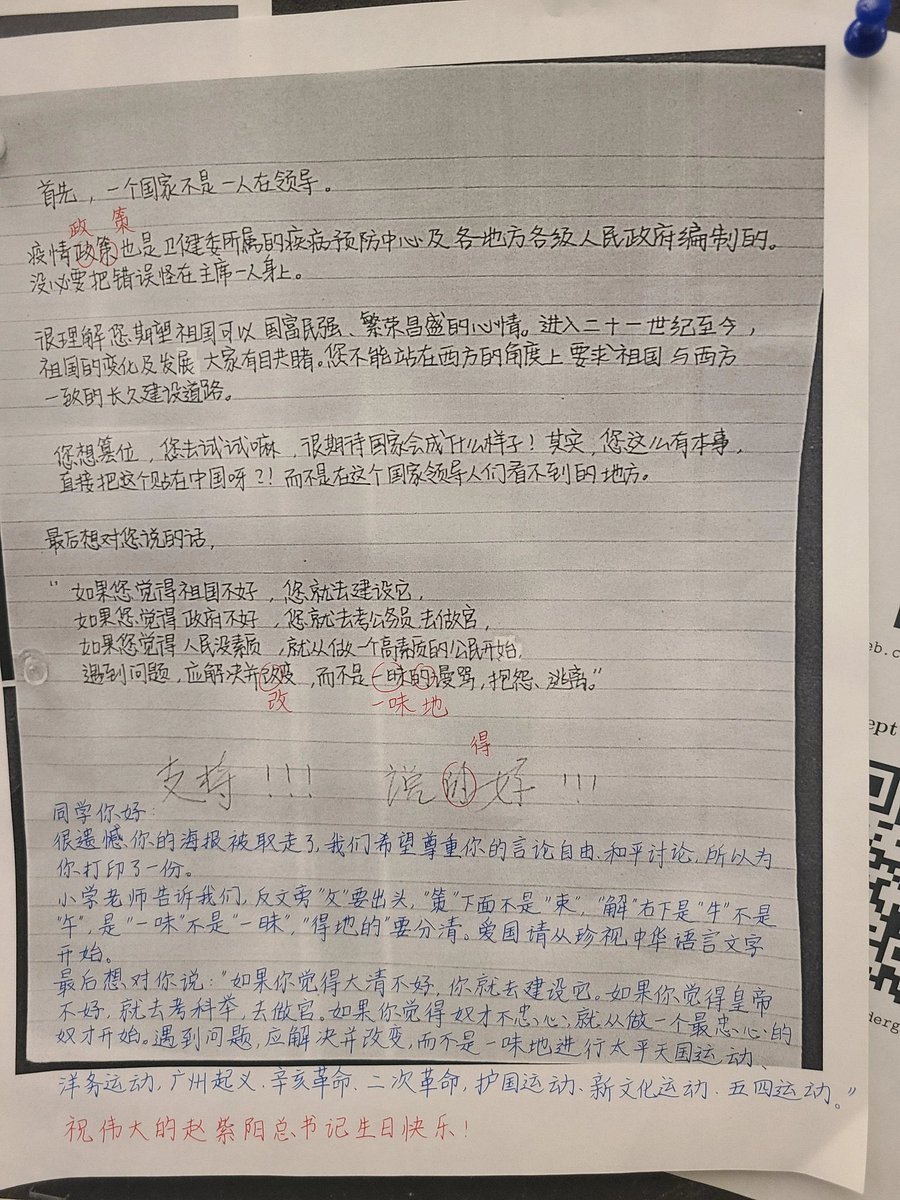 首先，一个国家不是一人在领导。
政 策
疫情政策也是卫健委所属的疾病预防中心及各地方各级人民政府编制的。
没必要把错误怪在主席一人身上。
很理解您期望祖国可以国富民强、繁荣昌盛的心情。进入二十一世纪至今，
祖国的变化及发展大家有目共睹。您不能站在西方的角度上要求祖国与西方
一致的长久建设道路。
您想篡位，您去试试嘛，很期待国家会成什么样子！其实，您这么有本事，
直接把这个贴在中国呀？！而不是在这个国家领导人们看不到的地方。
最后想对您说的话，
“如果您觉得祖国不好，您就去建设它，
如果您觉得政府不好，您就去考公务员去做官，
如果您觉得人民没素质，就从做一个高素质的公民开始，
遇到问题，应解决并改变，而不是一昧的谩骂，抱怨、逃离。”
改 一味地
得
支持！！！ 说的好！！！
同学你好：
很遗憾你的海报被取走了，我们希望尊重你的言论自由、和平讨论，所以为
你打印了一份。
小学老师告诉我们，反文旁“攵”要出头，“策”下面不是“束”，“解”右下是“牛”不是
“午”，是“一味”不是“一昧”，“得地的”要分清。爱国请从珍视中华语言文字
开始。
最后想对你说：“如果你觉得大清不好，你就去建设它。如果你觉得皇帝
不好，就去考科举，去做官。如果你觉得奴才不忠心，就从做一个最忠心的
奴才开始。遇到问题，应解决并改变，而不是一味地进行太平天国运动、
洋务运动，广州起义、辛亥革命、二次革命，护国运动、新文化运动、五四运动。”
祝伟大的赵紫阳总书记生日快乐！
eb.c
ept
derg